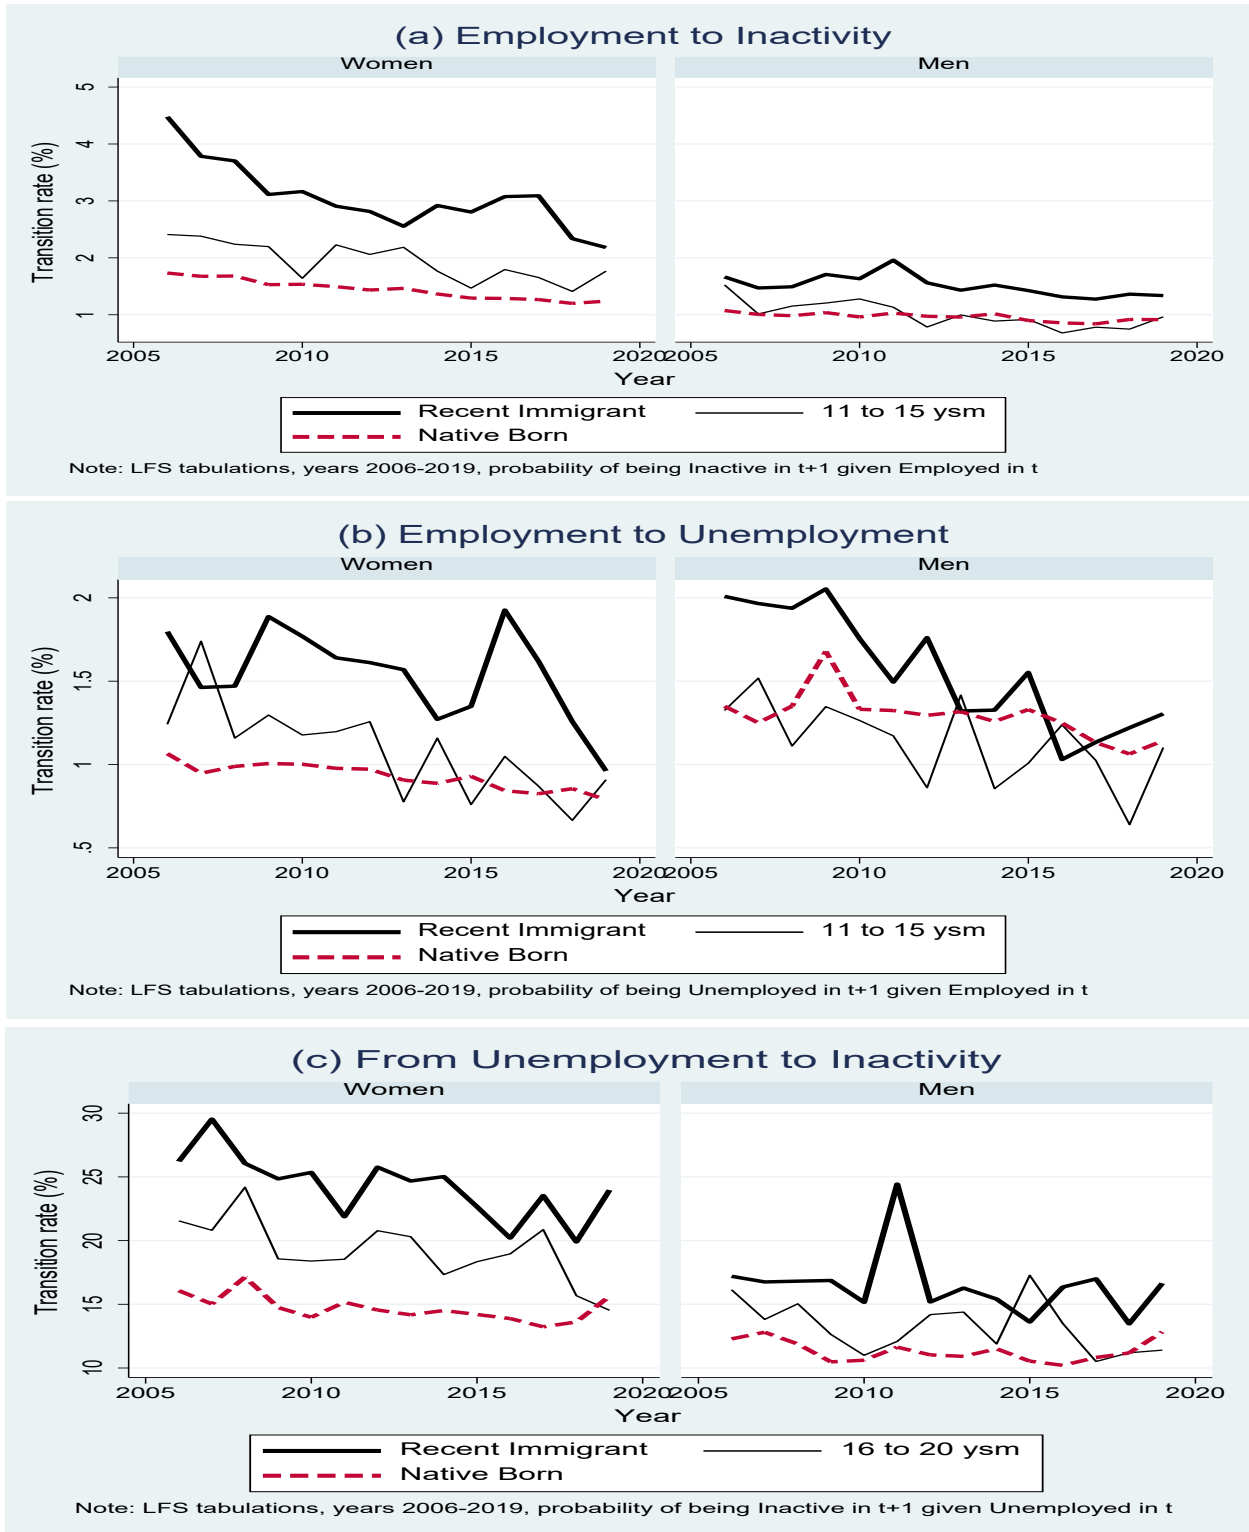 (a) Employment to Inactivity
Women
Men
Transition rate (%)
5
4
3
2
1
2005 2010 2015 2020 2005 2010 2015 2020
Year
Recent Immigrant 11 to 15 ysm
Native Born
Note: LFS tabulations, years 2006-2019, probability of being Inactive in t+1 given Employed in t
(b) Employment to Unemployment
Women
Men
Transition rate (%)
2
1.5
1
.5
2005 2010 2015 2020 2005 2010 2015 2020
Year
Recent Immigrant 11 to 15 ysm
Native Born
Note: LFS tabulations, years 2006-2019, probability of being Unemployed in t+1 given Employed in t
(c) From Unemployment to Inactivity
Women
Men
Transition rate (%)
30
25
20
15
10
2005 2010 2015 2020 2005 2010 2015 2020
Year
Recent Immigrant 16 to 20 ysm
Native Born
Note: LFS tabulations, years 2006-2019, probability of being Inactive in t+1 given Unemployed in t